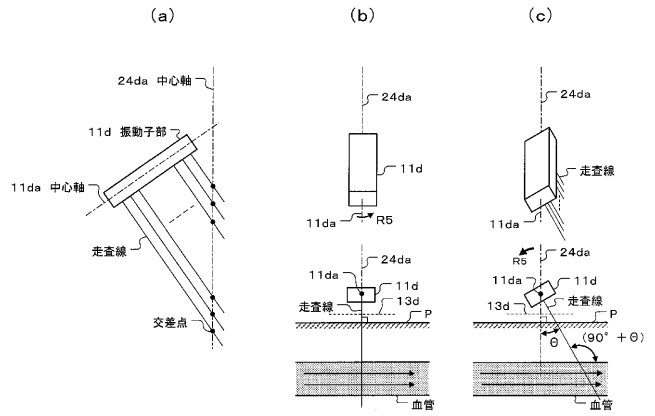 (a)
24da 中心軸
11d 振動子部
11da 中心軸
走査線
交差点
(b)
24da
11d
11da
R5
24da
11da
11d
13d
走査線
P
血管
(c)
24da
走査線
11da
24da
R5
11da
11d
走査線
13d
P
θ
(90° + θ)
血管